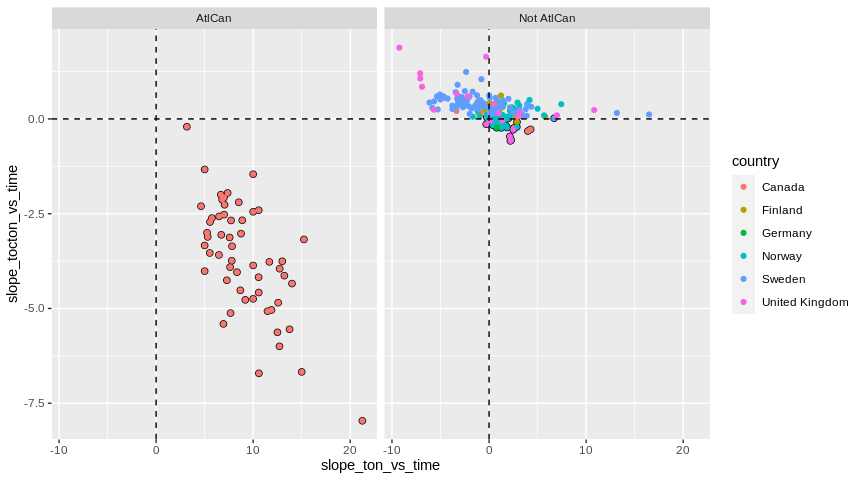 AtlCan
Not AtlCan
slope_tocton_vs_time
0.0
-2.5
-5.0
-7.5
-10
0
10
20
-10
0
10
20
slope_ton_vs_time
country
Canada
Finland
Germany
Norway
Sweden
United Kingdom